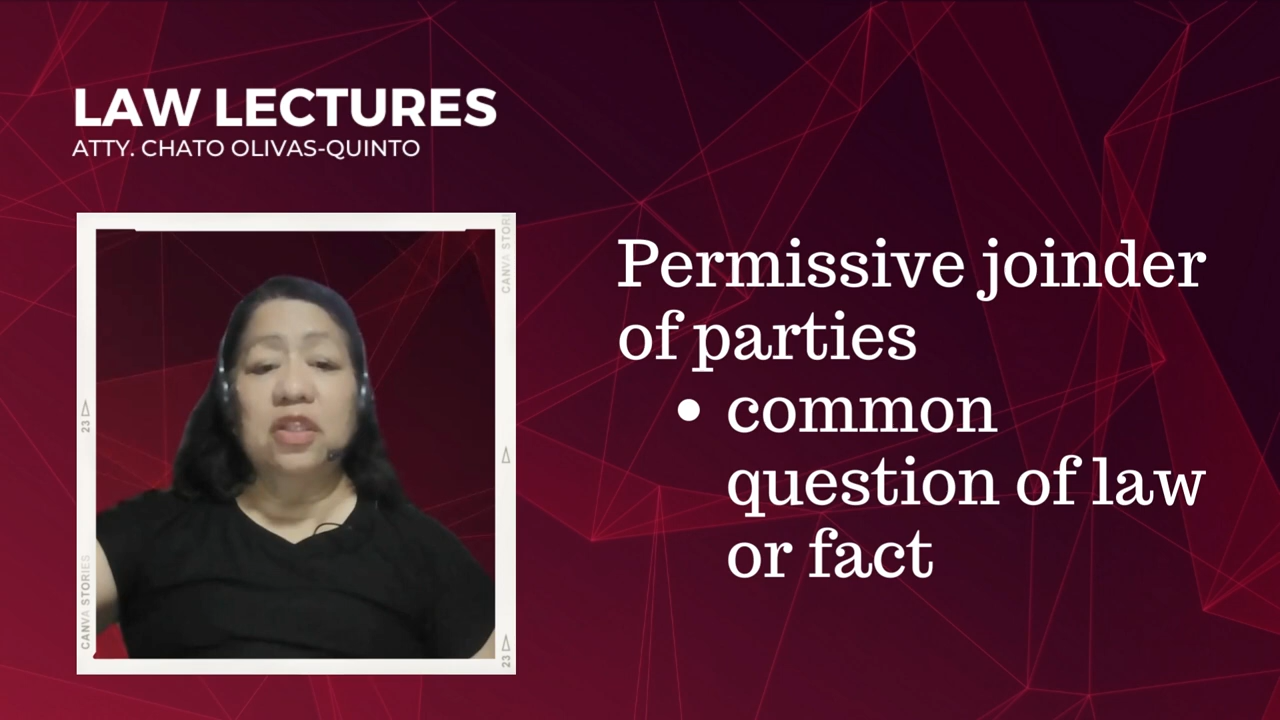 LAW LECTURES
ATTY. CHATO OLIVAS-QUINTO
CANVA STORI
23
CANVA STORIES
23
Permissive joinder
of parties
• common
question of law
or fact